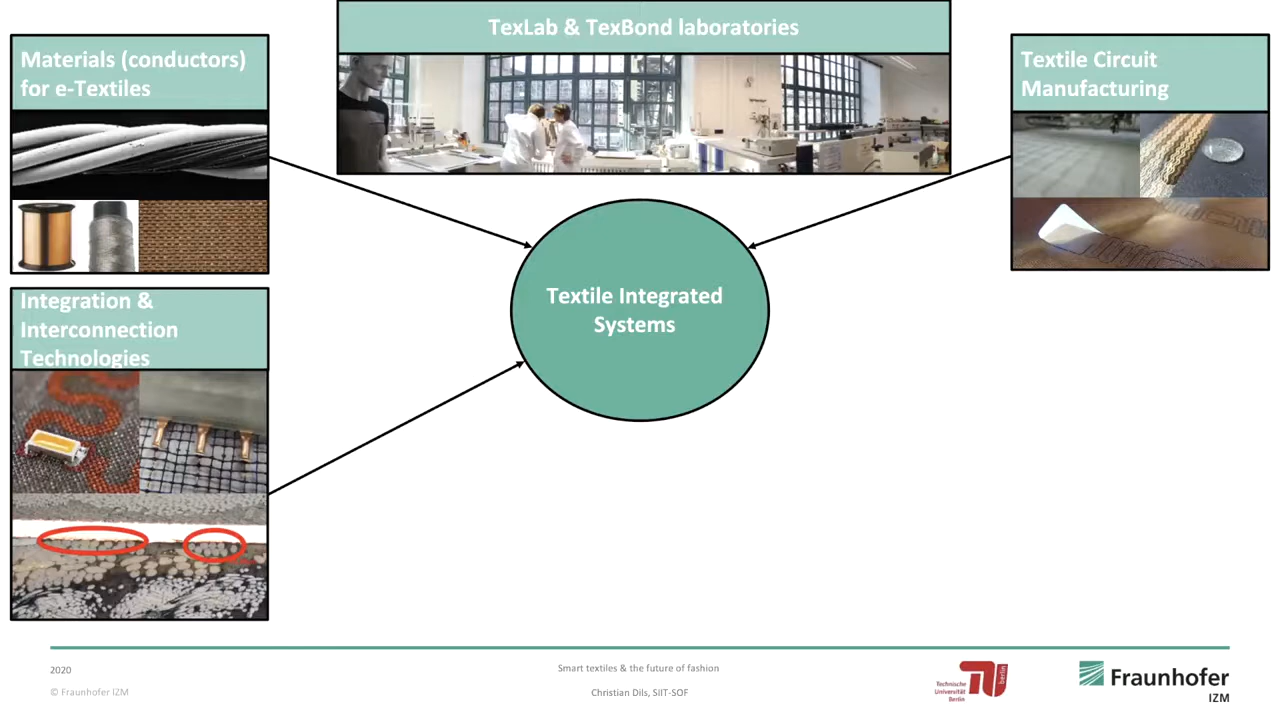 TexLab & TexBond laboratories
Materials (conductors)
for e-Textiles
Textile Circuit
Manufacturing
Integration &
Interconnection
Technologies
Textile Integrated
Systems
2020
© Fraunhofer IZM
Smart textiles & the future of fashion
Christian Dils, SIIT-SOF
Technische
Universität
Berlin
berlin
Fraunhofer
IZM